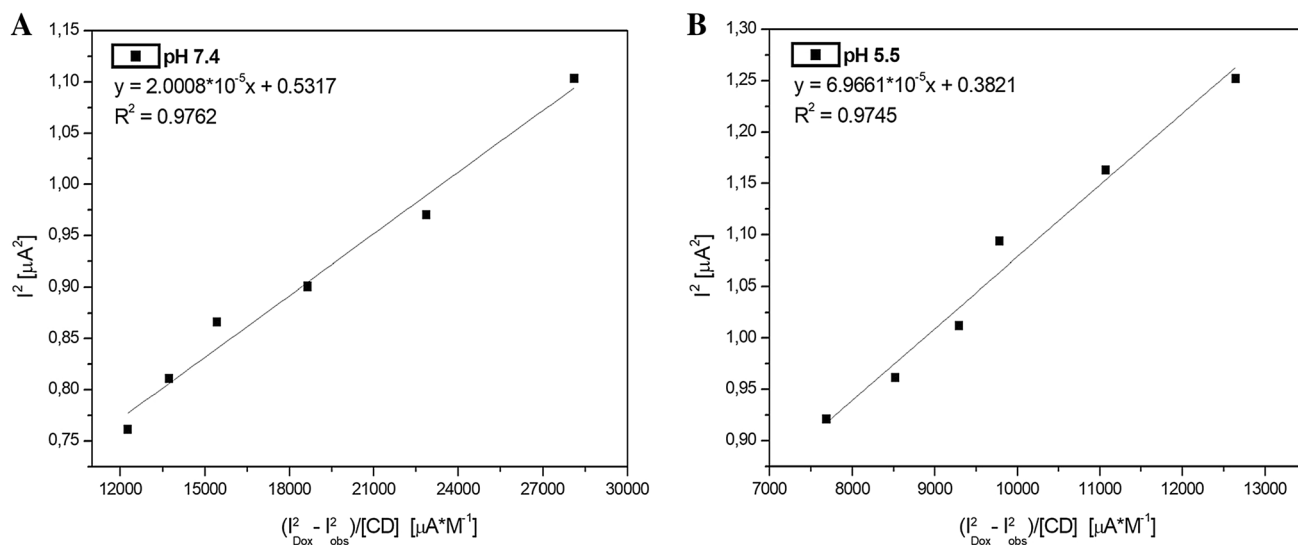 A
pH 7.4
y = 2.0008*10⁻⁵x + 0.5317
R² = 0.9762
1,15
1,10
1,05
1,00
0,95
0,90
0,85
0,80
0,75
I² [μA²]
12000 15000 18000 21000 24000 27000 30000
(I²Dox - I²obs)/[CD] [μA*M⁻¹]
B
pH 5.5
y = 6.9661*10⁻⁵x + 0.3821
R² = 0.9745
1,30
1,25
1,20
1,15
1,10
1,05
1,00
0,95
0,90
I² [μA²]
7000 8000 9000 10000 11000 12000 13000
(I²Dox - I²obs)/[CD] [μA*M⁻¹]